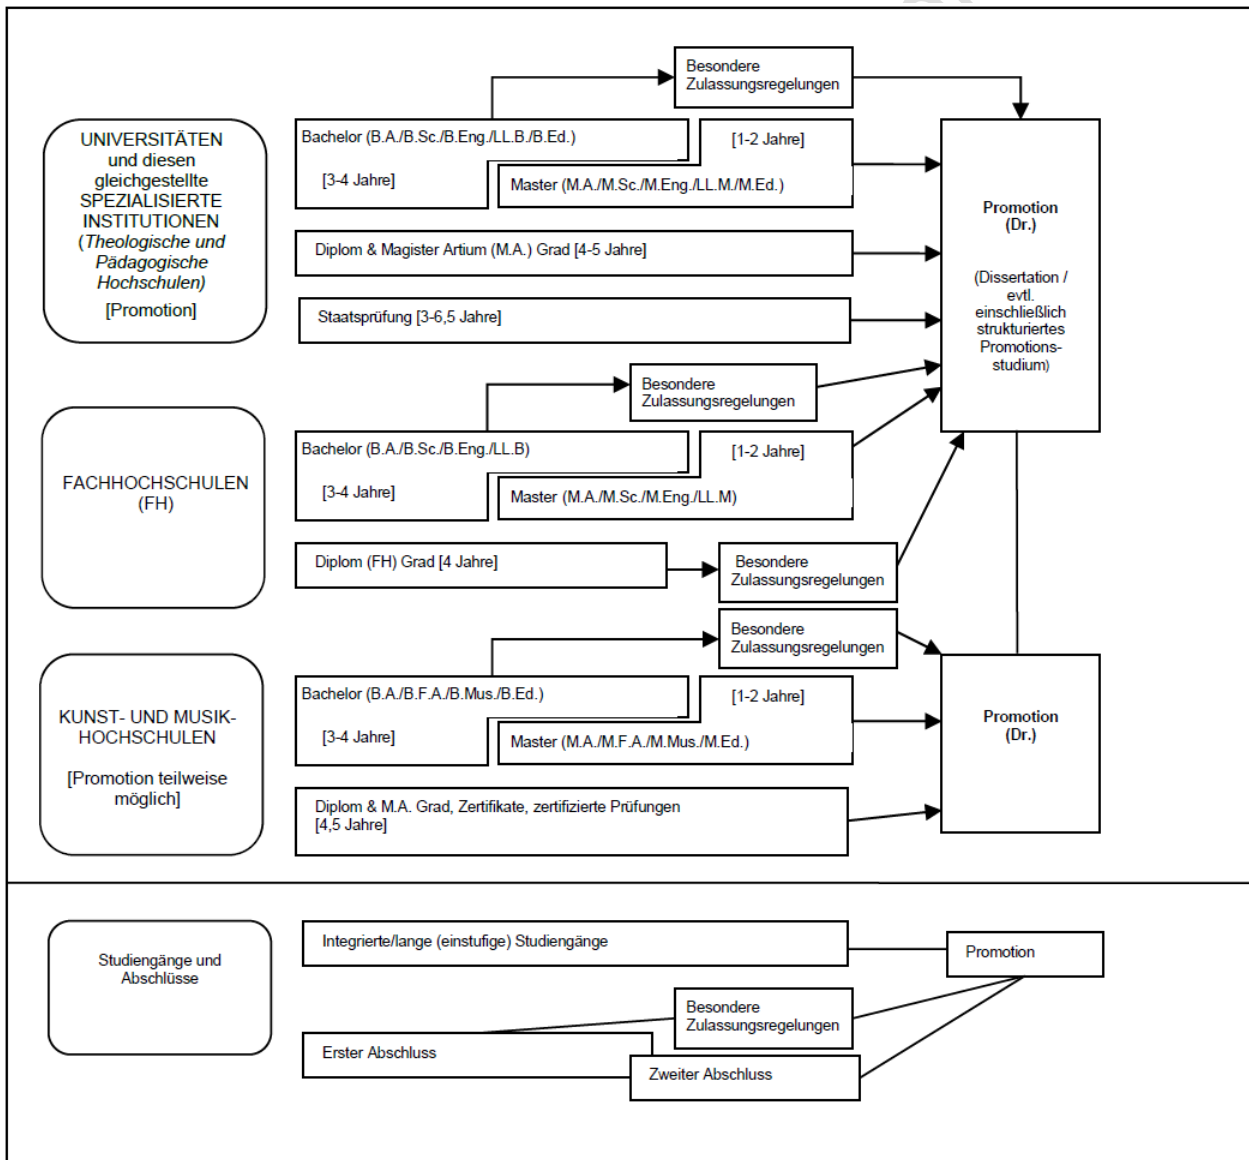 Besondere
Zulassungsregelungen
UNIVERSITÄTEN
und diesen
gleichgestellte
SPEZIALISIERTE
INSTITUTIONEN
(Theologische und
Pädagogische
Hochschulen)
[Promotion]
Bachelor (B.A./B.Sc./B.Eng./LL.B./B.Ed.)
[3-4 Jahre]
[1-2 Jahre]
Master (M.A./M.Sc./M.Eng./LL.M./M.Ed.)
Diplom & Magister Artium (M.A.) Grad [4-5 Jahre]
Staatsprüfung [3-6,5 Jahre]
Promotion
(Dr.)
(Dissertation /
evtl.
einschließlich
strukturiertes
Promotions-
studium)
Besondere
Zulassungsregelungen
FACHHOCHSCHULEN
(FH)
Bachelor (B.A./B.Sc./B.Eng./LL.B)
[3-4 Jahre]
[1-2 Jahre]
Master (M.A./M.Sc./M.Eng./LL.M)
Diplom (FH) Grad [4 Jahre]
Besondere
Zulassungsregelungen
Besondere
Zulassungsregelungen
KUNST- UND MUSIK-
HOCHSCHULEN
[Promotion teilweise
möglich]
Bachelor (B.A./B.F.A./B.Mus./B.Ed.)
[3-4 Jahre]
[1-2 Jahre]
Master (M.A./M.F.A./M.Mus./M.Ed.)
Diplom & M.A. Grad, Zertifikate, zertifizierte Prüfungen
[4,5 Jahre]
Promotion
(Dr.)
Studiengänge und
Abschlüsse
Integrierte/lange (einstufige) Studiengänge
Promotion
Besondere
Zulassungsregelungen
Erster Abschluss
Zweiter Abschluss